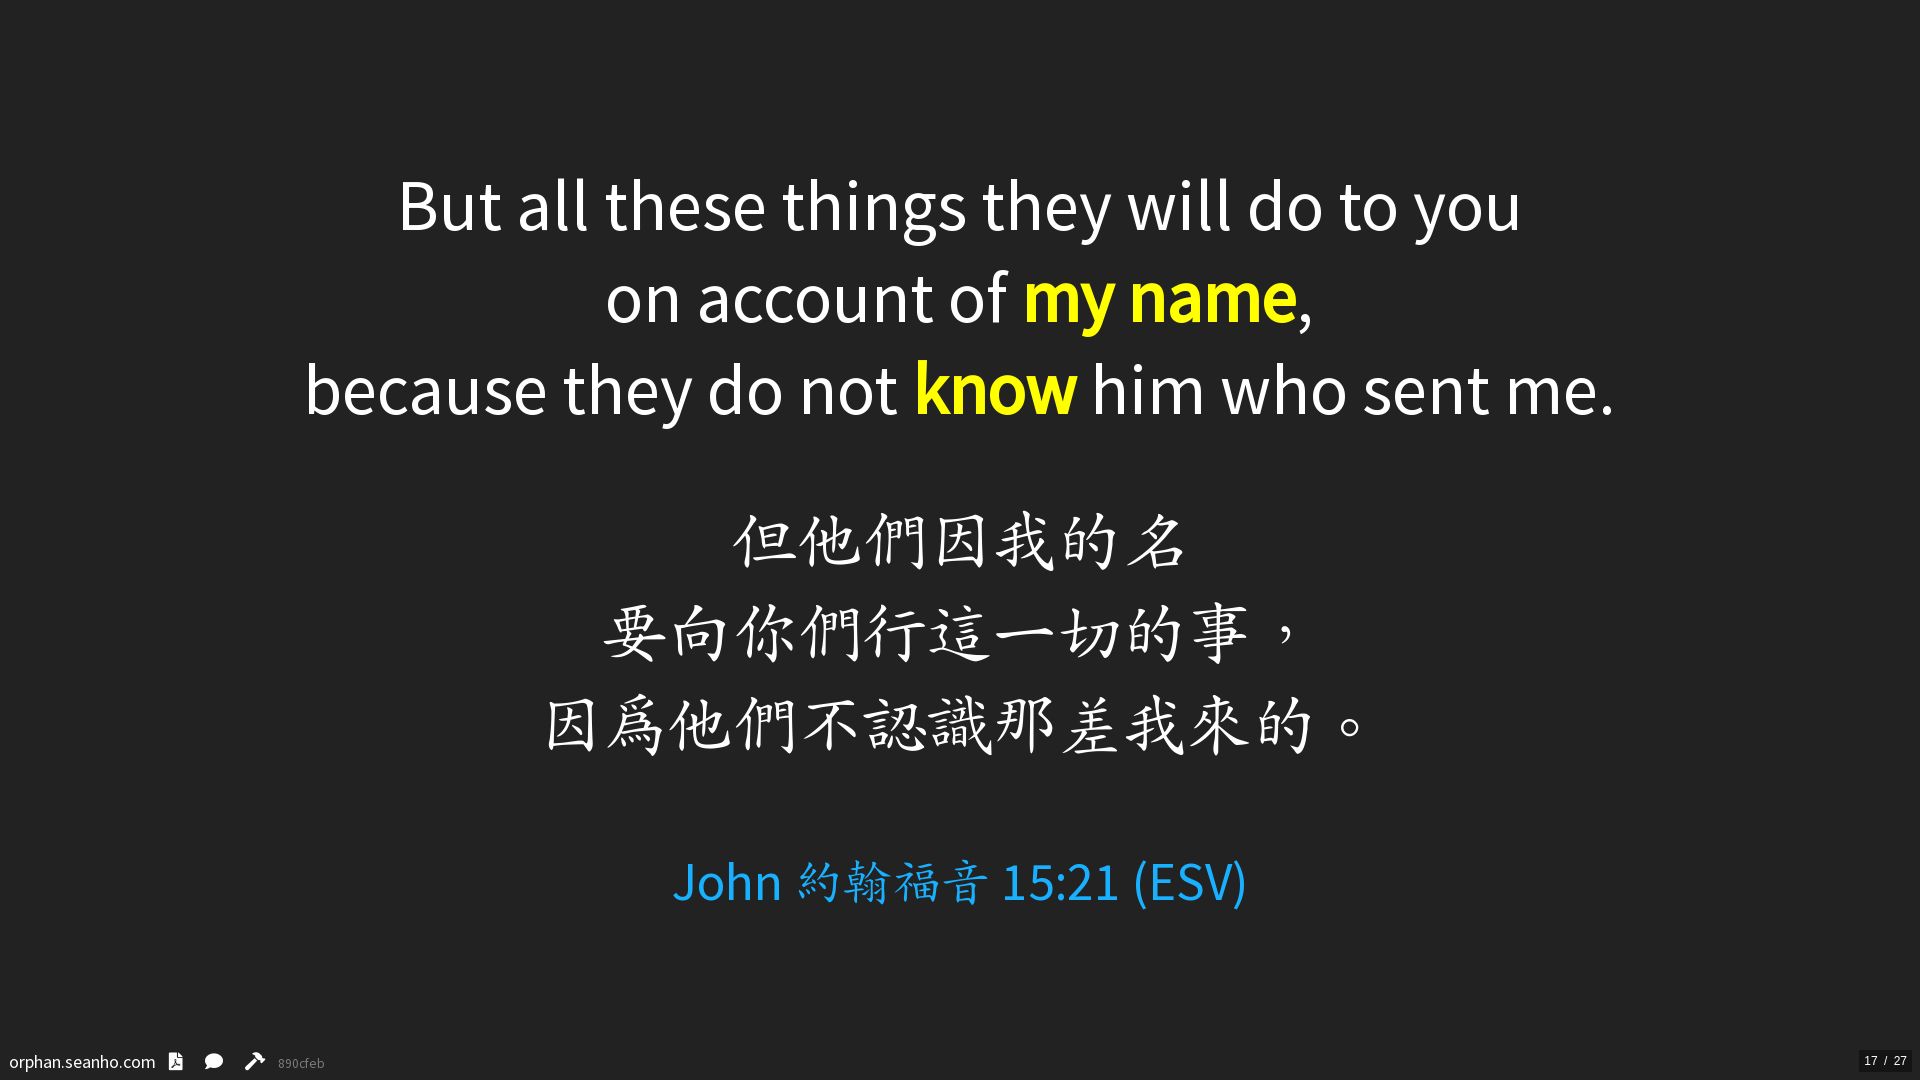 But all these things they will do to you
on account of my name,
because they do not know him who sent me.
但他們因我的名
要向你們行這一切的事，
因爲他們不認識那差我來的。
John 約翰福音 15:21 (ESV)
orphan.seanho.com 890cfeb
17 / 27